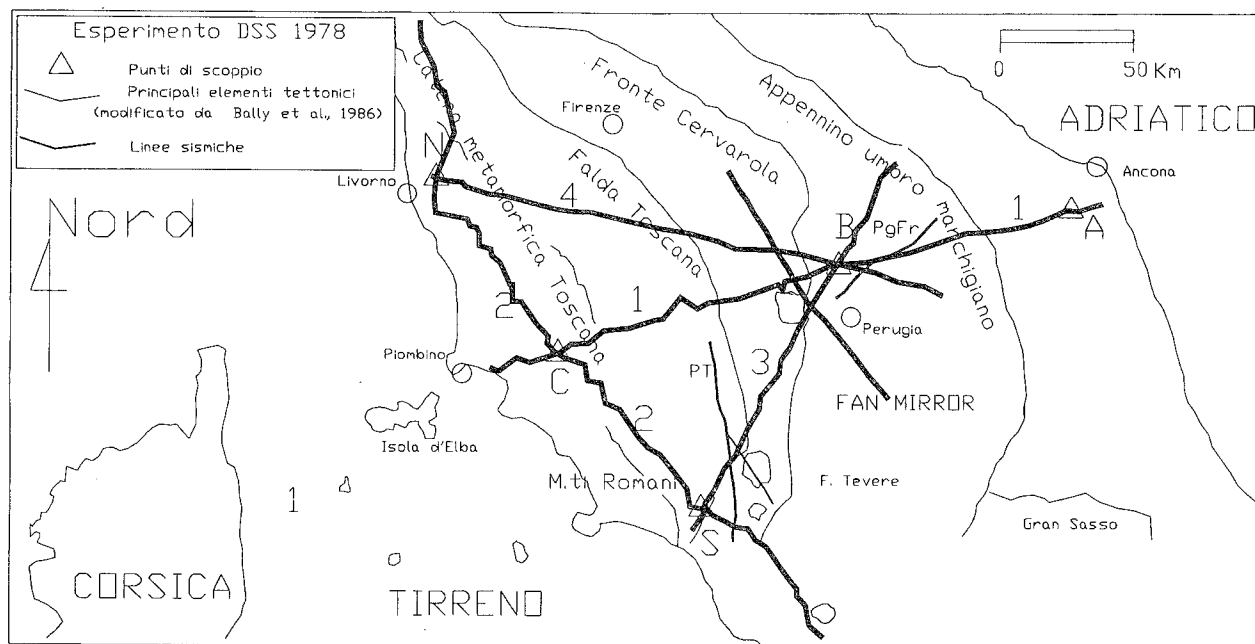 Esperimento DSS 1978
Punti di scoppio
Principali elementi tettonici
(modificato da Bally et al., 1986)
Linee sismiche
0 50 Km
ADRIATICO
Nord
Firenze
Fronte Cervarola
Appennino umbro marchigiano
Falda Toscana
metamorfica Toscana
Livorno
N
4
Ancona
1
A
B
PgFr
2
1
Perugia
Piombino
C
PT
3
FAN MIRROR
Isola d'Elba
2
M.ti Romani
F. Tevere
1
S
Gran Sasso
CORSICA
TIRRENO